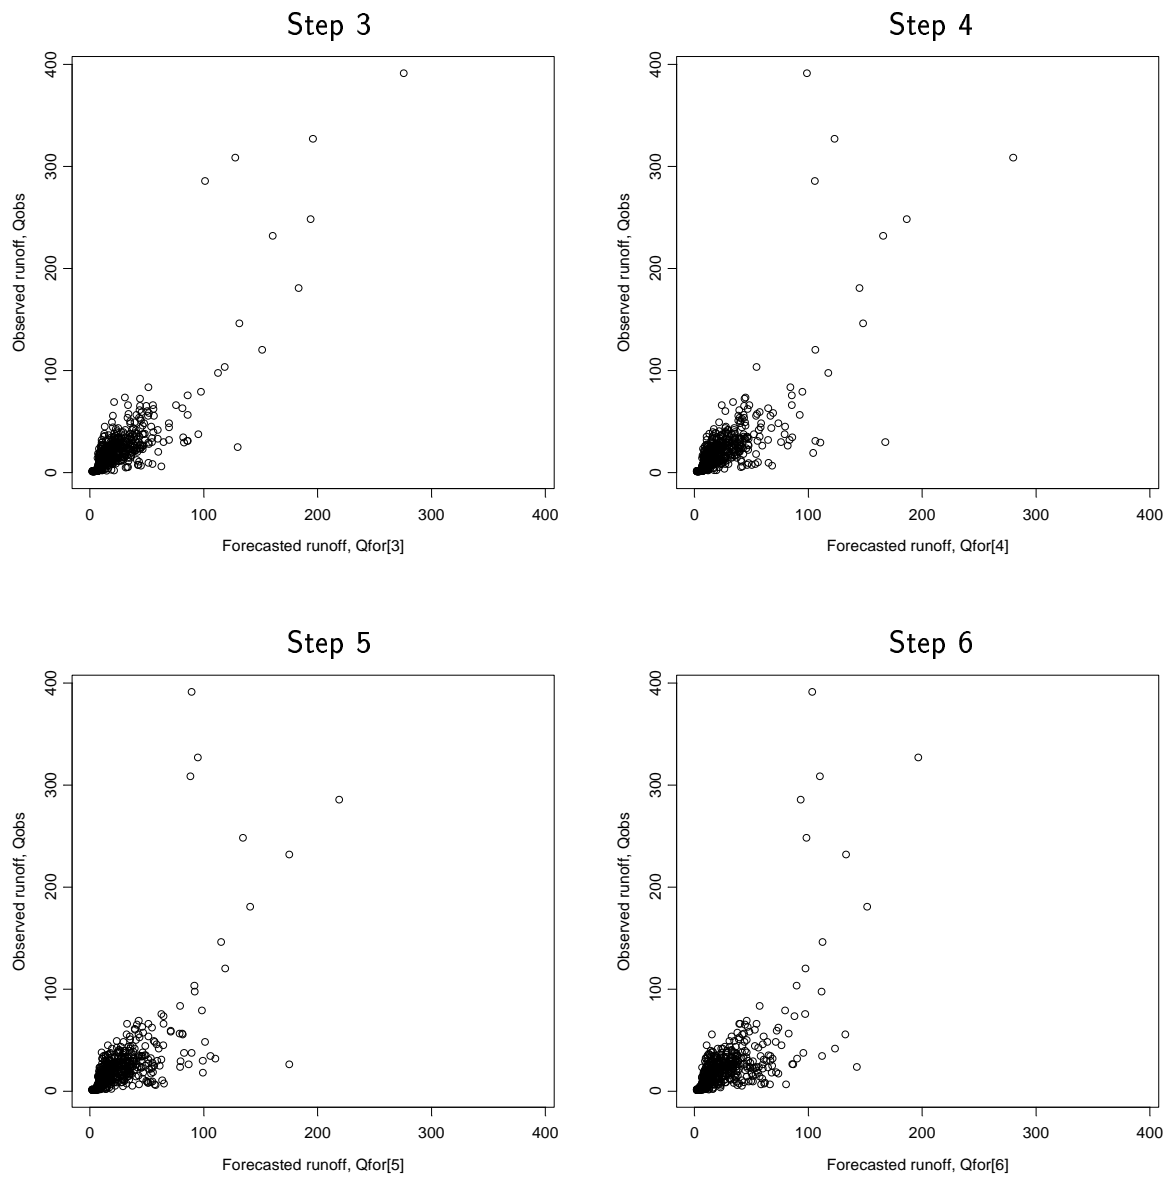 Step 3
Step 4
400
300
200
100
0
Observed runoff, Qobs
0 100 200 300 400
Forecasted runoff, Qfor[3]
400
300
200
100
0
Observed runoff, Qobs
0 100 200 300 400
Forecasted runoff, Qfor[4]
Step 5
Step 6
400
300
200
100
0
Observed runoff, Qobs
0 100 200 300 400
Forecasted runoff, Qfor[5]
400
300
200
100
0
Observed runoff, Qobs
0 100 200 300 400
Forecasted runoff, Qfor[6]